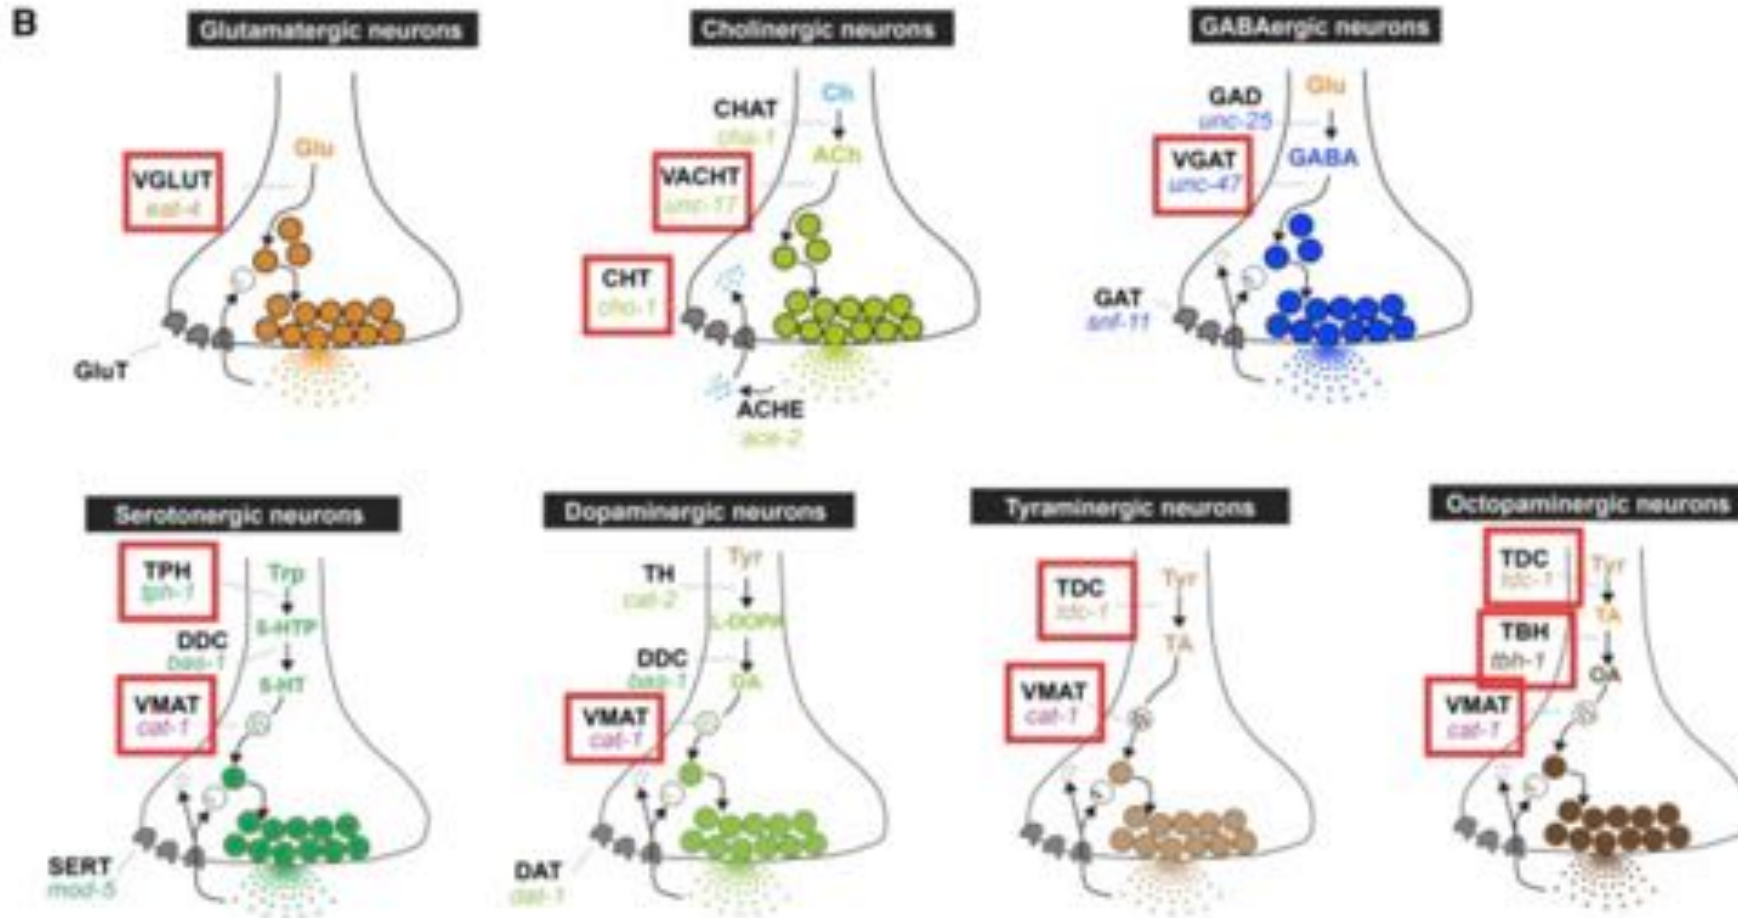 B
Glutamatergic neurons
Glu
VGLUT
eat-4
GluT
Cholinergic neurons
Ch
CHAT
cha-1
ACh
VACHT
unc-17
CHT
cho-1
ACHE
ace-2
GABAergic neurons
Glu
GAD
unc-25
GABA
VGAT
unc-47
GAT
snf-11
Serotonergic neurons
TPH
tph-1
Trp
5-HTP
DDC
bas-1
5-HT
VMAT
cat-1
SERT
mod-5
Dopaminergic neurons
Tyr
TH
cat-2
L-DOPA
DDC
bas-1
DA
VMAT
cat-1
DAT
dat-1
Tyraminergic neurons
Tyr
TDC
tdc-1
TA
VMAT
cat-1
Octopaminergic neurons
TDC
tdc-1
Tyr
TA
TBH
tbh-1
OA
VMAT
cat-1